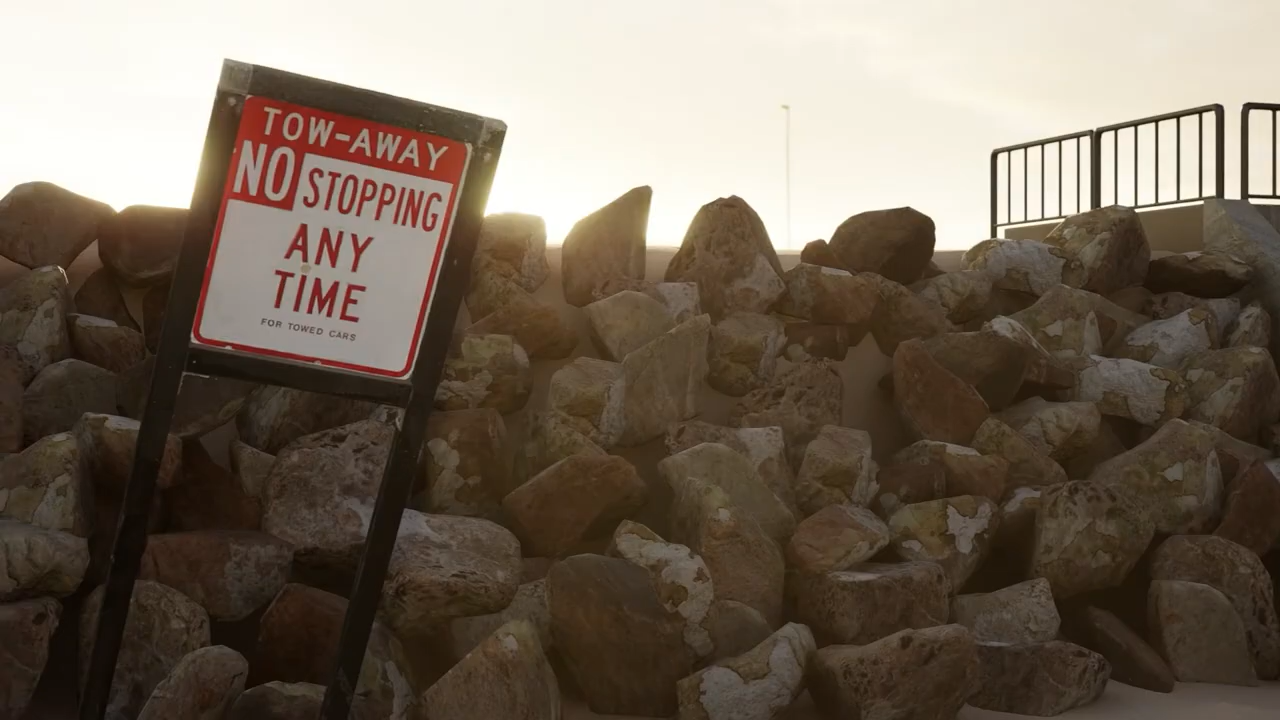 TOW-AWAY
NO STOPPING
ANY
TIME
FOR TOWED CARS